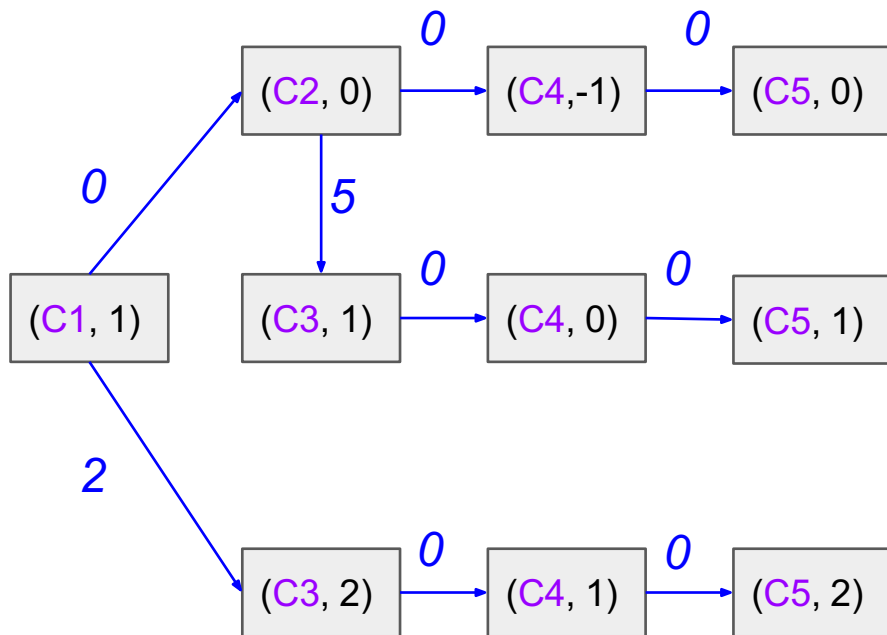 0 0
(C2, 0) (C4,-1) (C5, 0)
0 5
0 0
(C1, 1) (C3, 1) (C4, 0) (C5, 1)
2
0 0
(C3, 2) (C4, 1) (C5, 2)